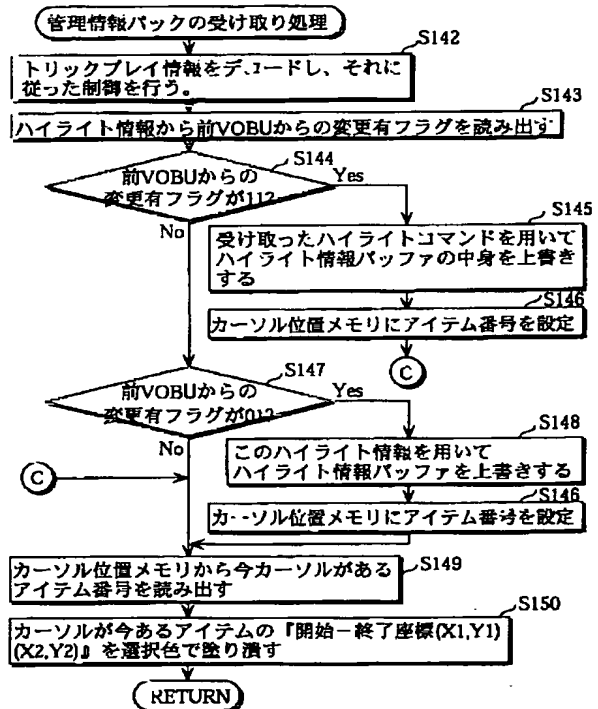 管理情報パックの受け取り処理
S142
トリックプレイ情報をデコードし、それに
従った制御を行う。
S143
ハイライト情報から前VOBUからの変更有フラグを読み出す
S144
前VOBUからの
変更有フラグが11?
Yes
No
S145
受け取ったハイライトコマンドを用いて
ハイライト情報バッファの中身を上書き
する
S146
カーソル位置メモリにアイテム番号を設定
C
S147
前VOBUからの
変更有フラグが01?
Yes
No
S148
このハイライト情報を用いて
ハイライト情報バッファを上書きする
C
S146
カーソル位置メモリにアイテム番号を設定
S149
カーソル位置メモリから今カーソルがある
アイテム番号を読み出す
S150
カーソルが今あるアイテムの『開始－終了座標(X1,Y1)
(X2,Y2)』を選択色で塗り潰す
RETURN